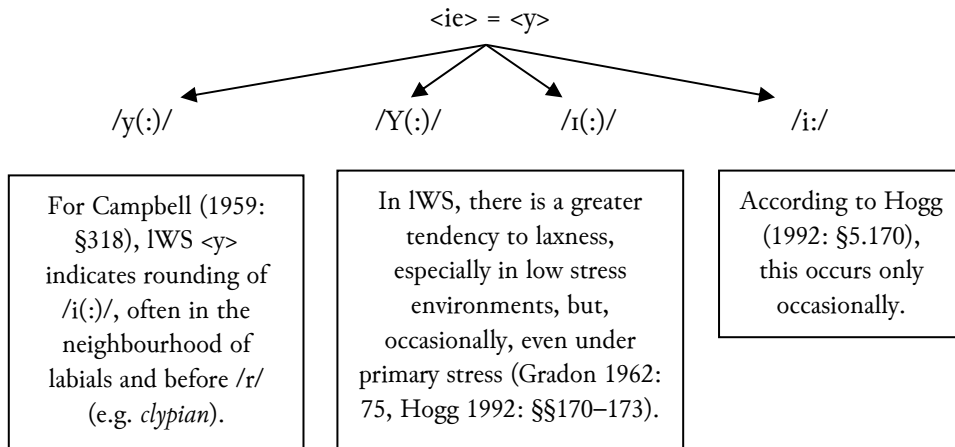 <ie> = <y>
/y(:)/ /Y(:)/ /ɪ(:)/ /i:/
For Campbell (1959:
§318), lWS <y>
indicates rounding of
/i(:)/, often in the
neighbourhood of
labials and before /r/
(e.g. clypian).
In lWS, there is a greater
tendency to laxness,
especially in low stress
environments, but,
occasionally, even under
primary stress (Gradon 1962:
75, Hogg 1992: §§170–173).
According to Hogg
(1992: §5.170),
this occurs only
occasionally.